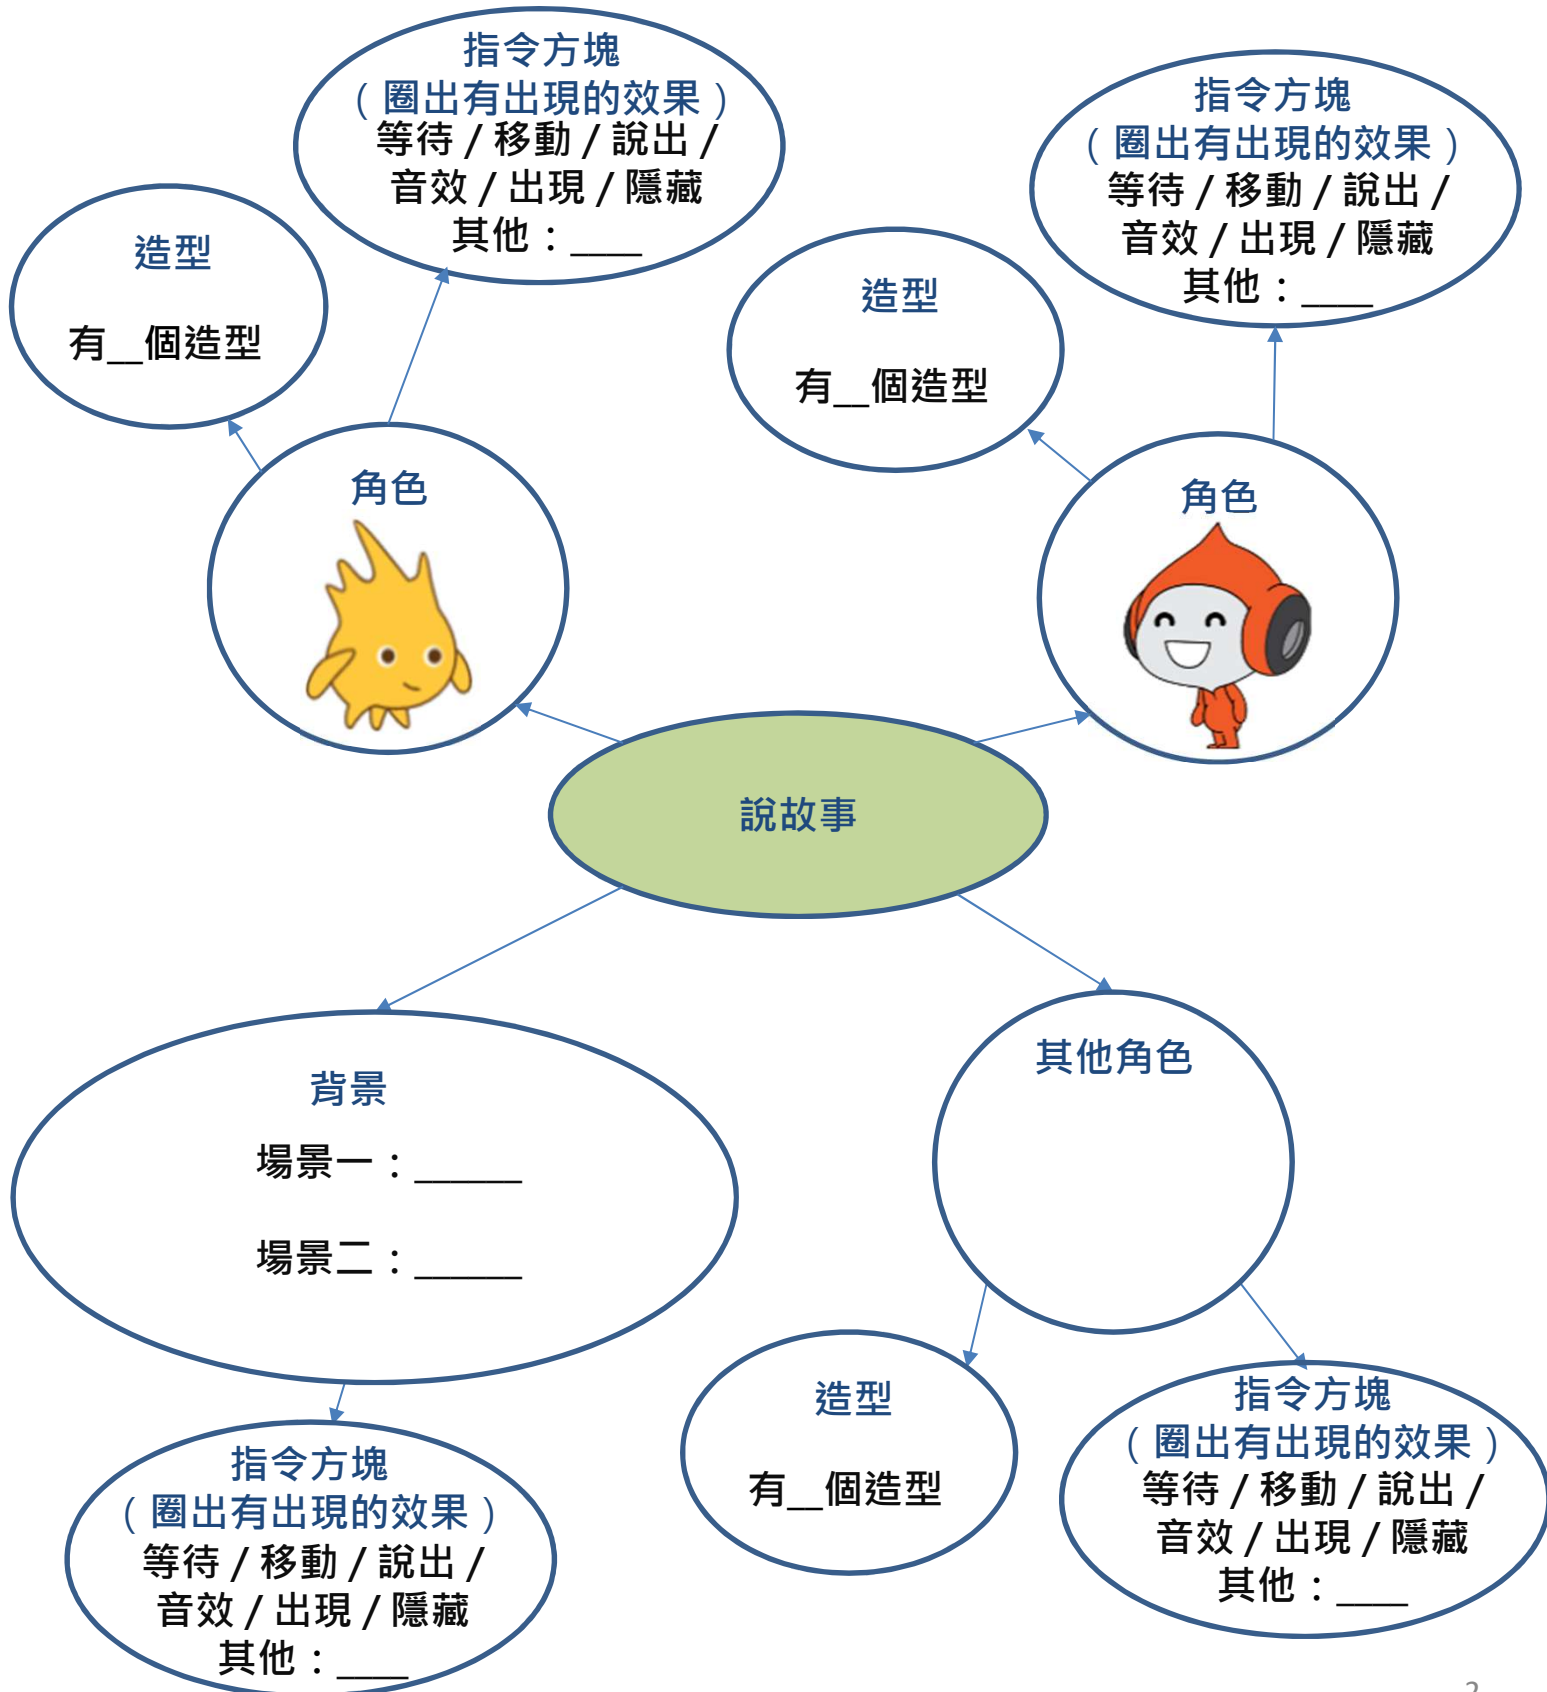 指令方塊
（圈出有出現的效果）
等待 / 移動 / 說出 /
音效 / 出現 / 隱藏
其他：____
指令方塊
（圈出有出現的效果）
等待 / 移動 / 說出 /
音效 / 出現 / 隱藏
其他：____
造型
有__個造型
造型
有__個造型
角色
角色
說故事
背景
場景一：______
場景二：______
其他角色
造型
有__個造型
指令方塊
（圈出有出現的效果）
等待 / 移動 / 說出 /
音效 / 出現 / 隱藏
其他：____
指令方塊
（圈出有出現的效果）
等待 / 移動 / 說出 /
音效 / 出現 / 隱藏
其他：____
2